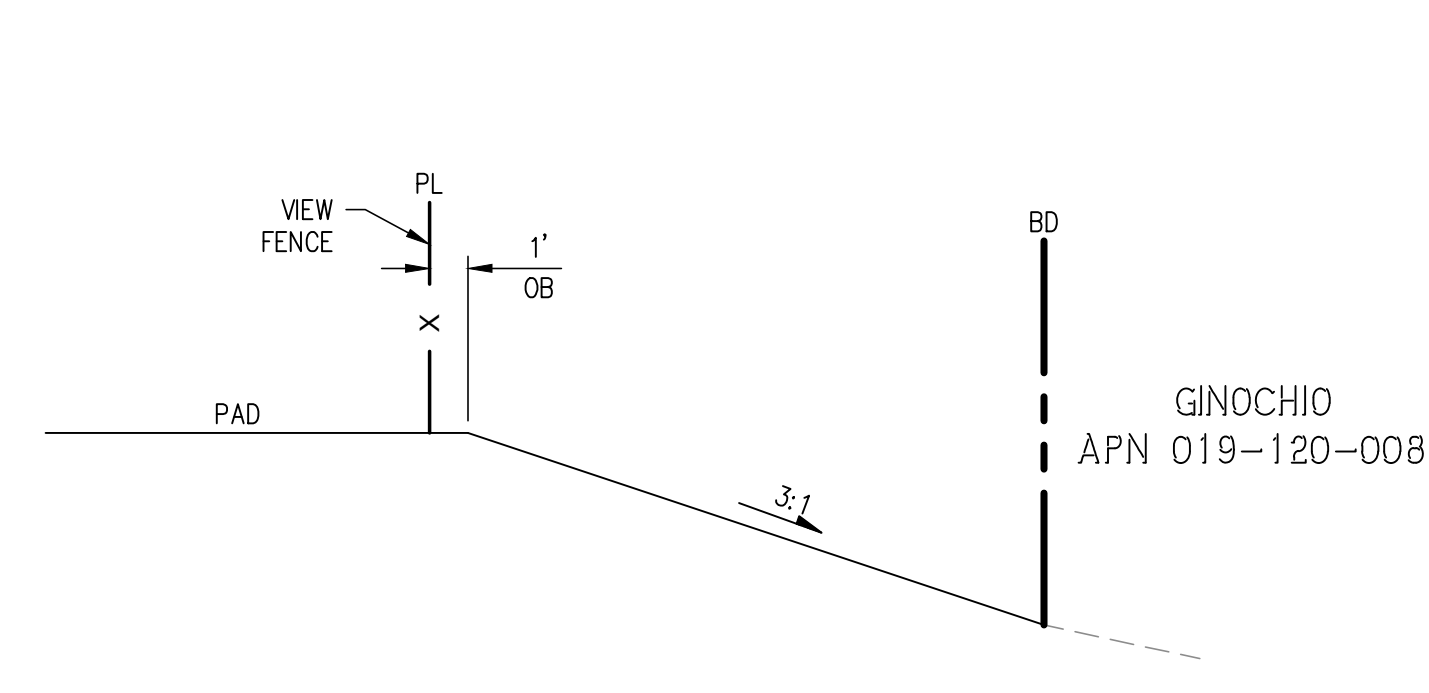 PL
VIEW
FENCE
1'
OB
BD
X
PAD
GINOCHIO
APN 019-120-008
3:1